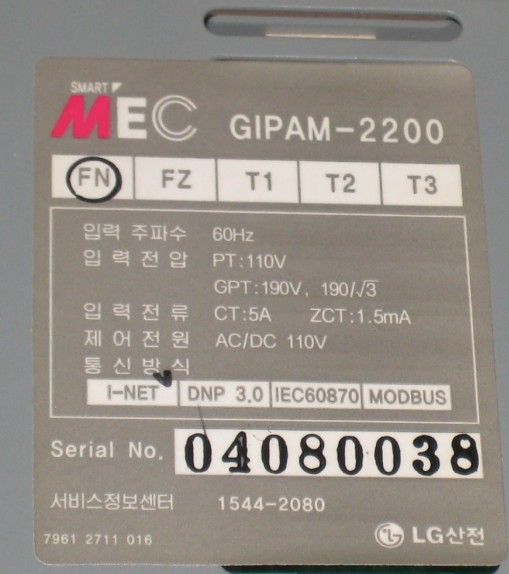 SMART
MEC GIPAM-2200
FN FZ T1 T2 T3
입력 주파수 60Hz
입력전압 PT:110V
GPT:190V, 190/√3
입력전류 CT:5A ZCT:1.5mA
제어전원 AC/DC 110V
통신방식
I-NET DNP 3.0 IEC60870 MODBUS
Serial No. 04080038
서비스정보센터 1544-2080
7961 2711 016 LG산전